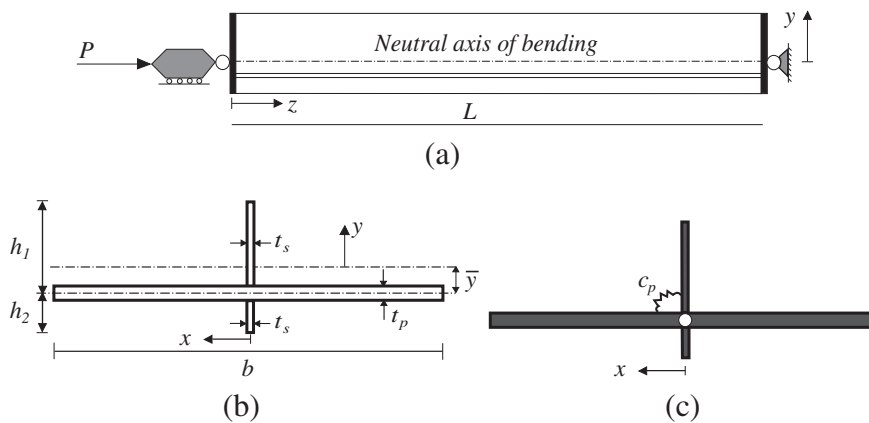 P
Neutral axis of bending
y
z
L
(a)
h₁
h₂
tₛ
y
ȳ
x
tₛ
tₚ
b
(b)
cₚ
x
(c)